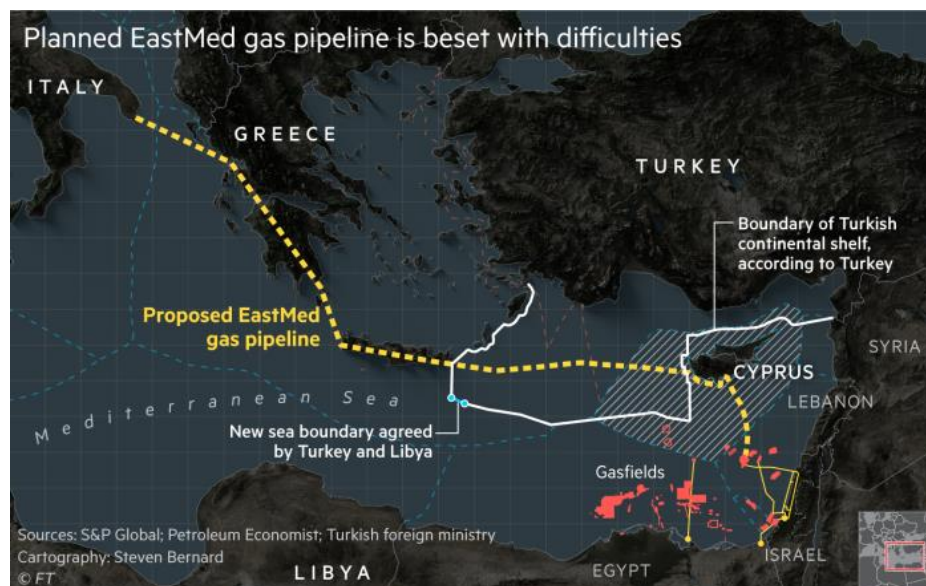 Planned EastMed gas pipeline is beset with difficulties
ITALY
GREECE
TURKEY
Boundary of Turkish
continental shelf,
according to Turkey
Proposed EastMed
gas pipeline
SYRIA
CYPRUS
LEBANON
Mediterranean Sea
New sea boundary agreed
by Turkey and Libya
Gasfields
Sources: S&P Global; Petroleum Economist; Turkish foreign ministry
Cartography: Steven Bernard
© FT
LIBYA
EGYPT
ISRAEL